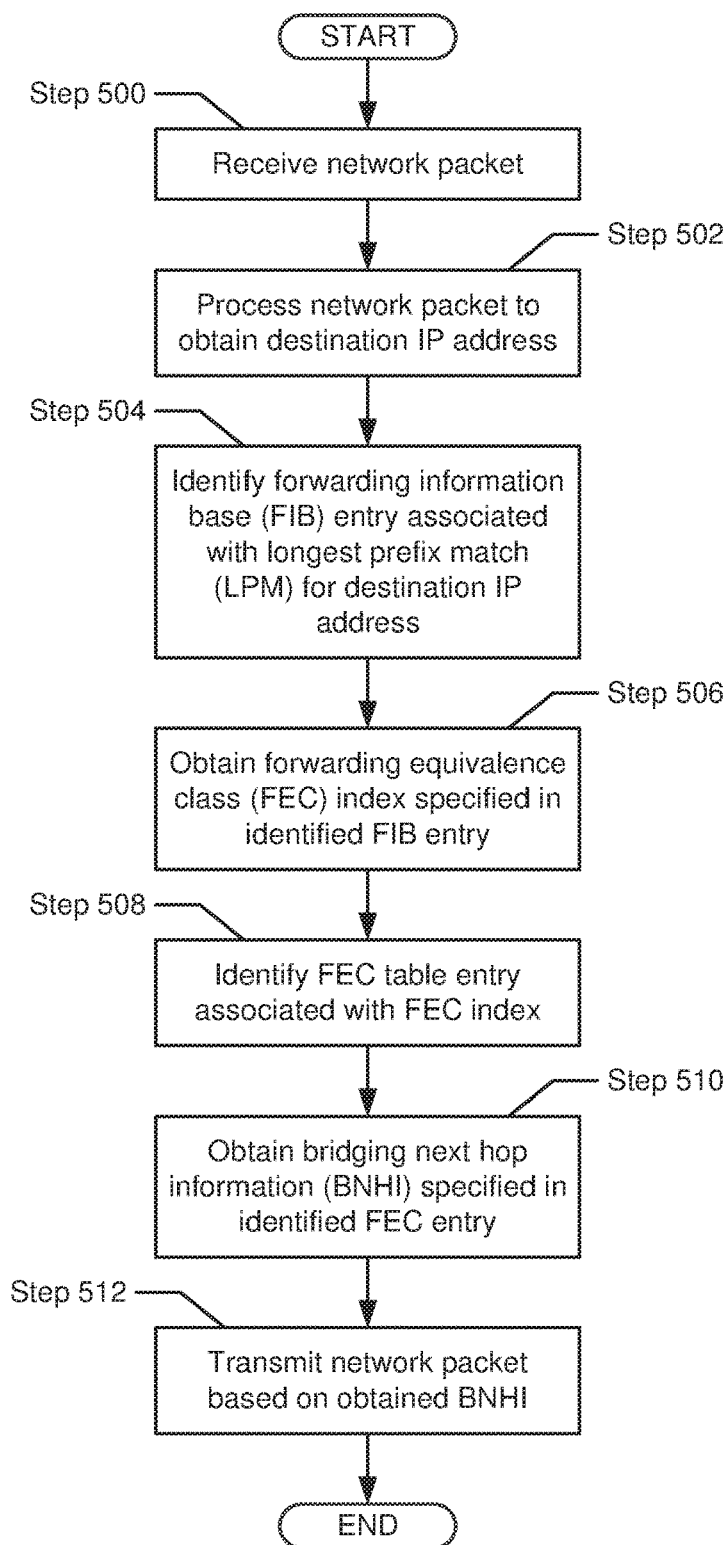 START
Step 500
Receive network packet
Step 502
Process network packet to
obtain destination IP address
Step 504
Identify forwarding information
base (FIB) entry associated
with longest prefix match
(LPM) for destination IP
address
Step 506
Obtain forwarding equivalence
class (FEC) index specified in
identified FIB entry
Step 508
Identify FEC table entry
associated with FEC index
Step 510
Obtain bridging next hop
information (BNHI) specified in
identified FEC entry
Step 512
Transmit network packet
based on obtained BNHI
END